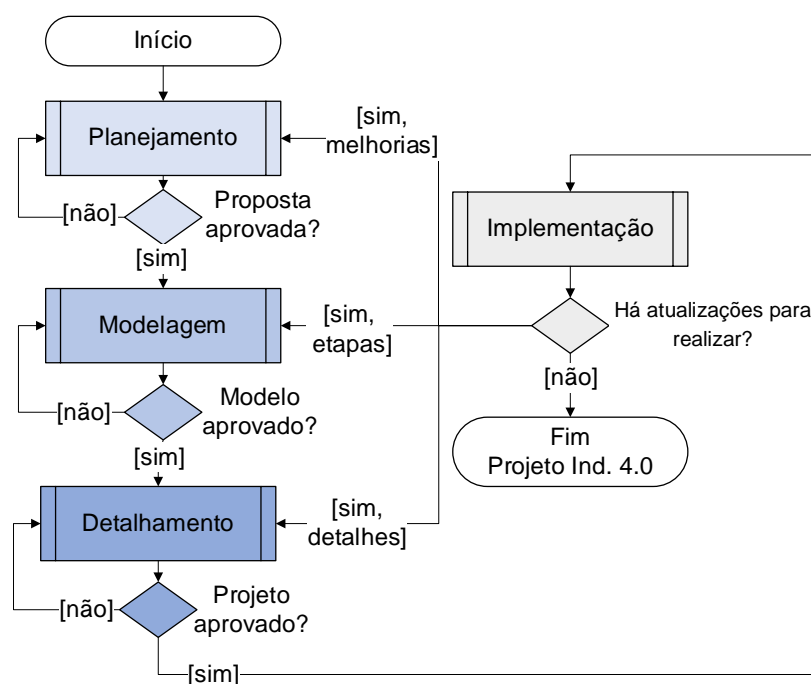 Início
Planejamento
[sim,
melhorias]
[não]
Proposta
aprovada?
[sim]
Modelagem
[sim,
etapas]
[não]
Modelo
aprovado?
[sim]
Detalhamento
[sim,
detalhes]
[não]
Projeto
aprovado?
[sim]
Implementação
Há atualizações para
realizar?
[não]
Fim
Projeto Ind. 4.0